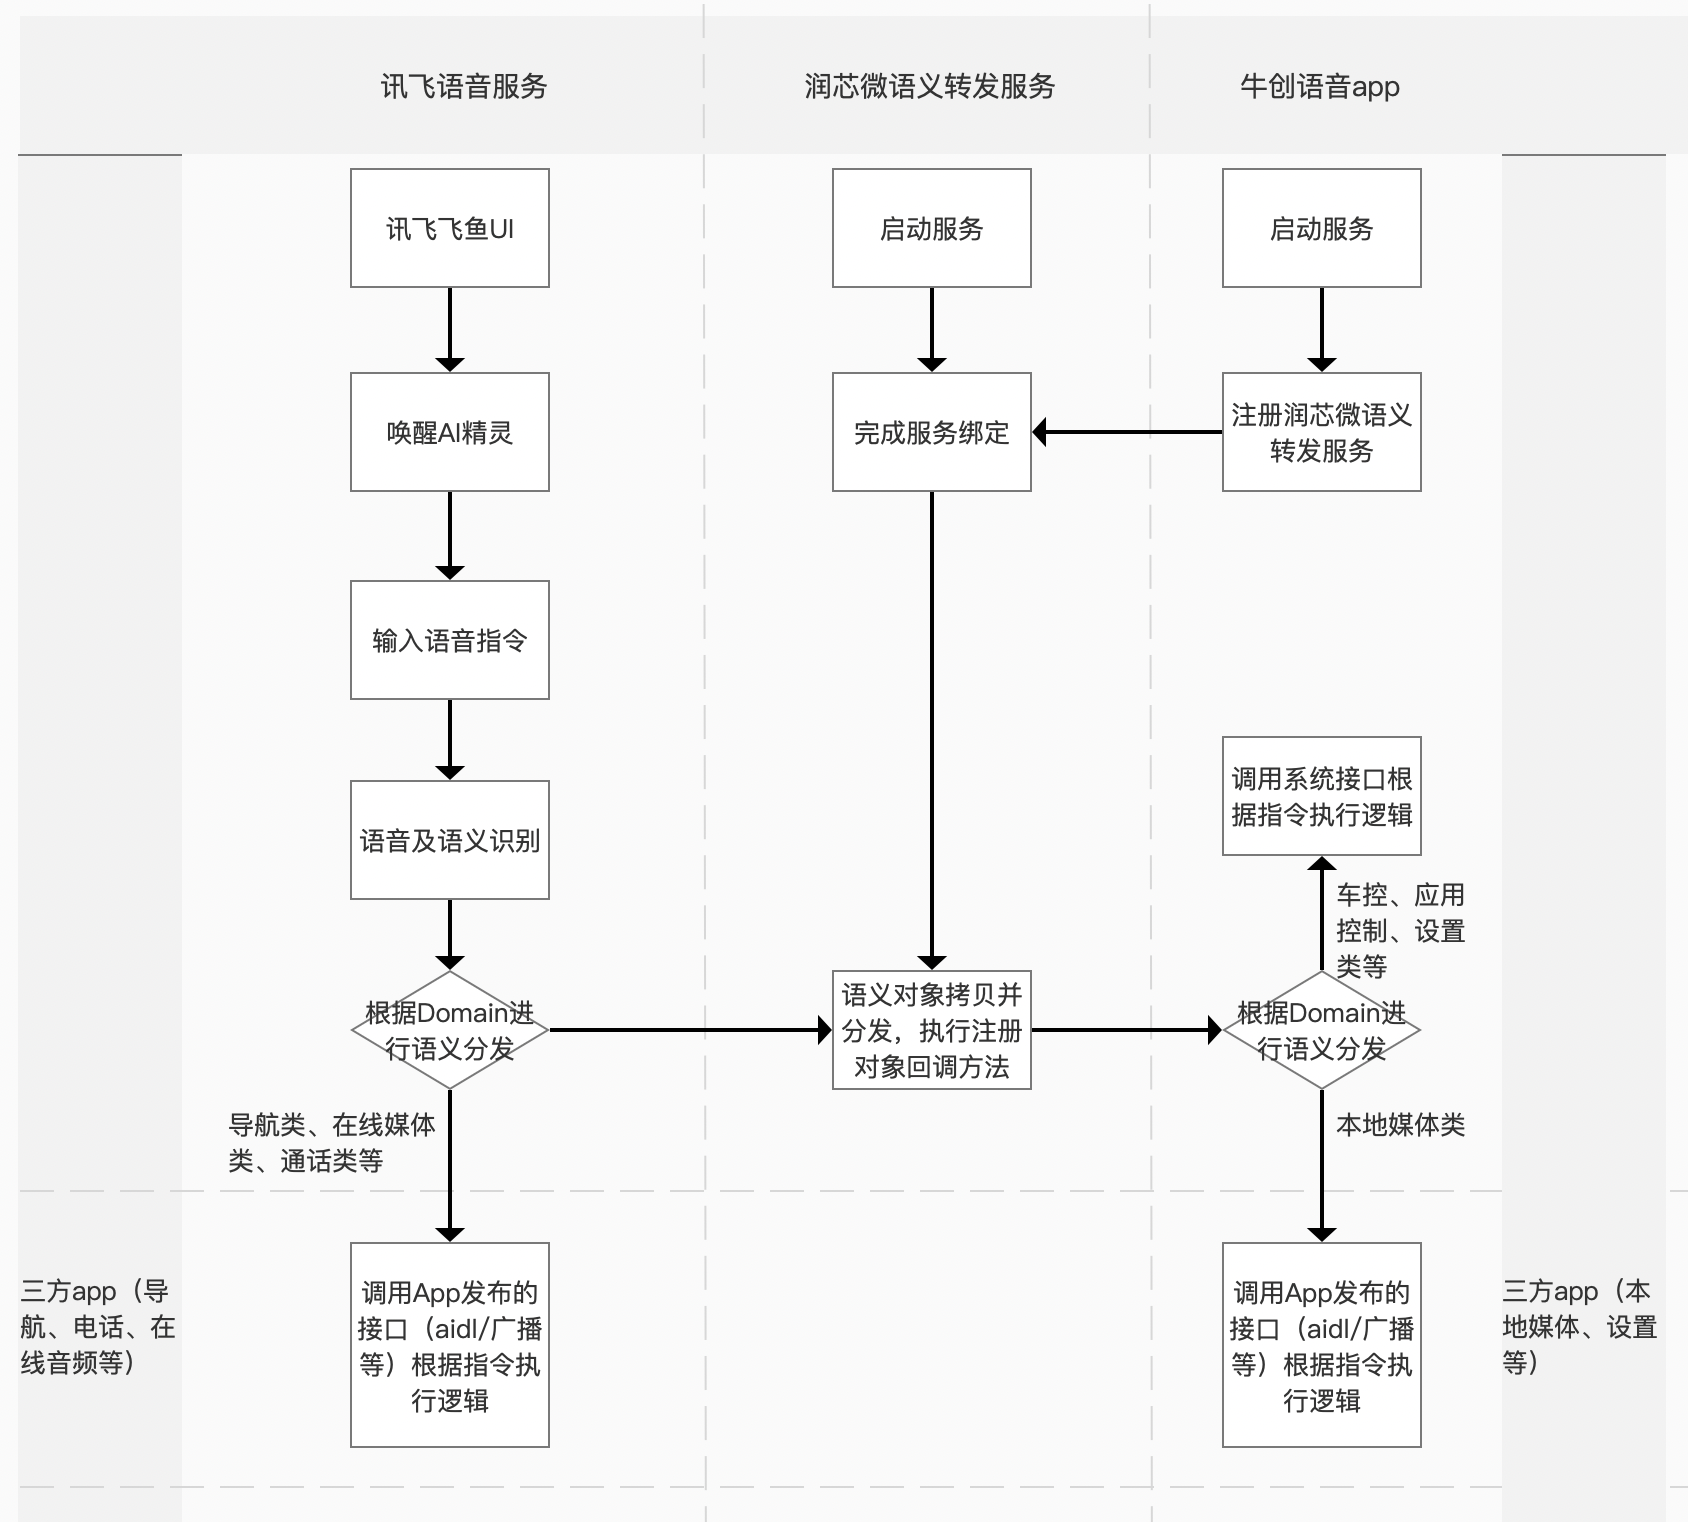 讯飞语音服务
润芯微语义转发服务
牛创语音app
讯飞飞鱼UI
启动服务
启动服务
唤醒AI精灵
完成服务绑定
注册润芯微语义
转发服务
输入语音指令
语音及语义识别
调用系统接口根
据指令执行逻辑
车控、应用
控制、设置
类等
根据Domain进
行语义分发
语义对象拷贝并
分发，执行注册
对象回调方法
根据Domain进
行语义分发
导航类、在线媒体
类、通话类等
本地媒体类
三方app（导
航、电话、在
线音频等）
调用App发布的
接口（aidl/广播
等）根据指令执
行逻辑
调用App发布的
接口（aidl/广播
等）根据指令执
行逻辑
三方app（本
地媒体、设置
等）